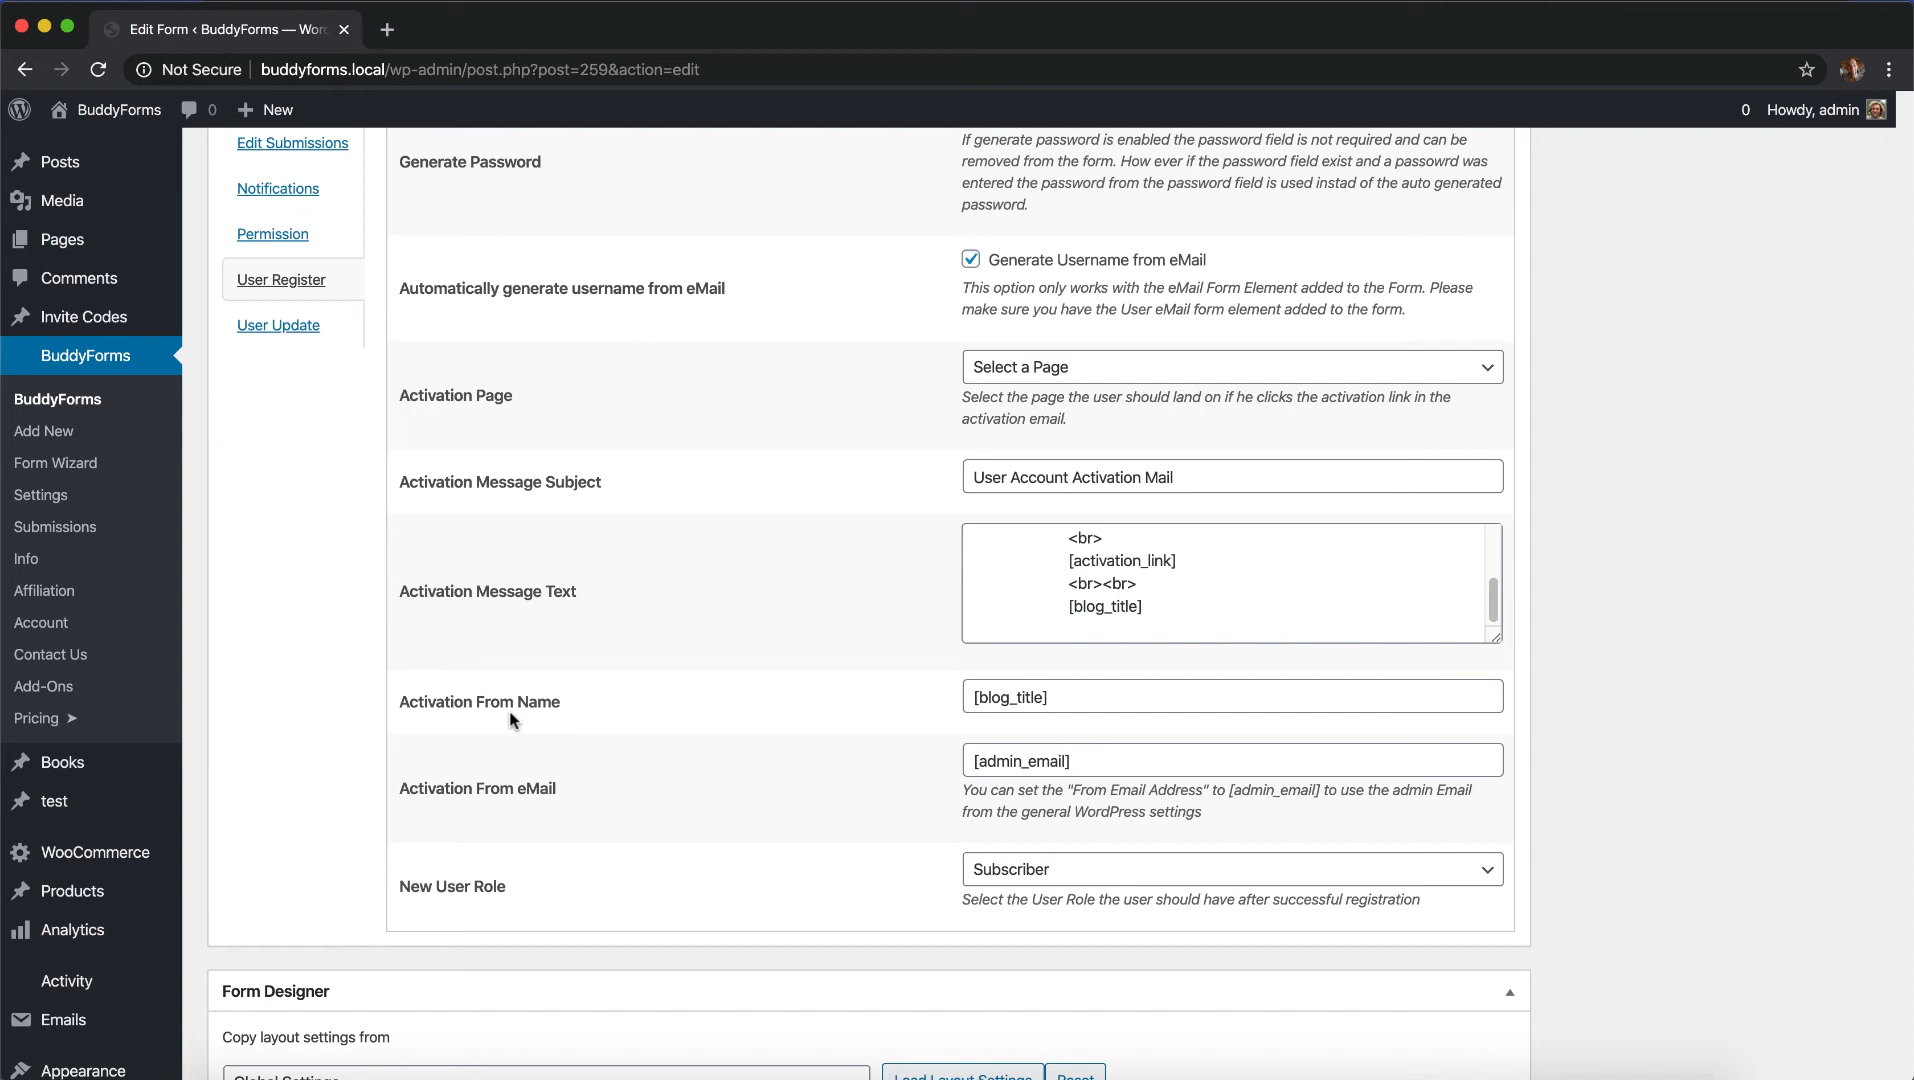 Edit Form ‹ BuddyForms — Wor
Not Secure
buddyforms.local/wp-admin/post.php?post=259&action=edit
BuddyForms
0
New
0
Howdy, admin
Posts
Media
Pages
Comments
Invite Codes
BuddyForms
BuddyForms
Add New
Form Wizard
Settings
Submissions
Info
Affiliation
Account
Contact Us
Add-Ons
Pricing ➤
Books
test
WooCommerce
Products
Analytics
Activity
Emails
Appearance
Edit Submissions
Notifications
Permission
User Register
User Update
Generate Password
If generate password is enabled the password field is not required and can be
removed from the form. How ever if the password field exist and a passowrd was
entered the password from the password field is used instad of the auto generated
password.
Automatically generate username from eMail
Generate Username from eMail
This option only works with the eMail Form Element added to the Form. Please
make sure you have the User eMail form element added to the form.
Activation Page
Select a Page
Select the page the user should land on if he clicks the activation link in the
activation email.
Activation Message Subject
User Account Activation Mail
Activation Message Text
<br>
[activation_link]
<br><br>
[blog_title]
Activation From Name
[blog_title]
Activation From eMail
[admin_email]
You can set the "From Email Address" to [admin_email] to use the admin Email
from the general WordPress settings
New User Role
Subscriber
Select the User Role the user should have after successful registration
Form Designer
Copy layout settings from
Global Settings
Load Layout Settings
Reset